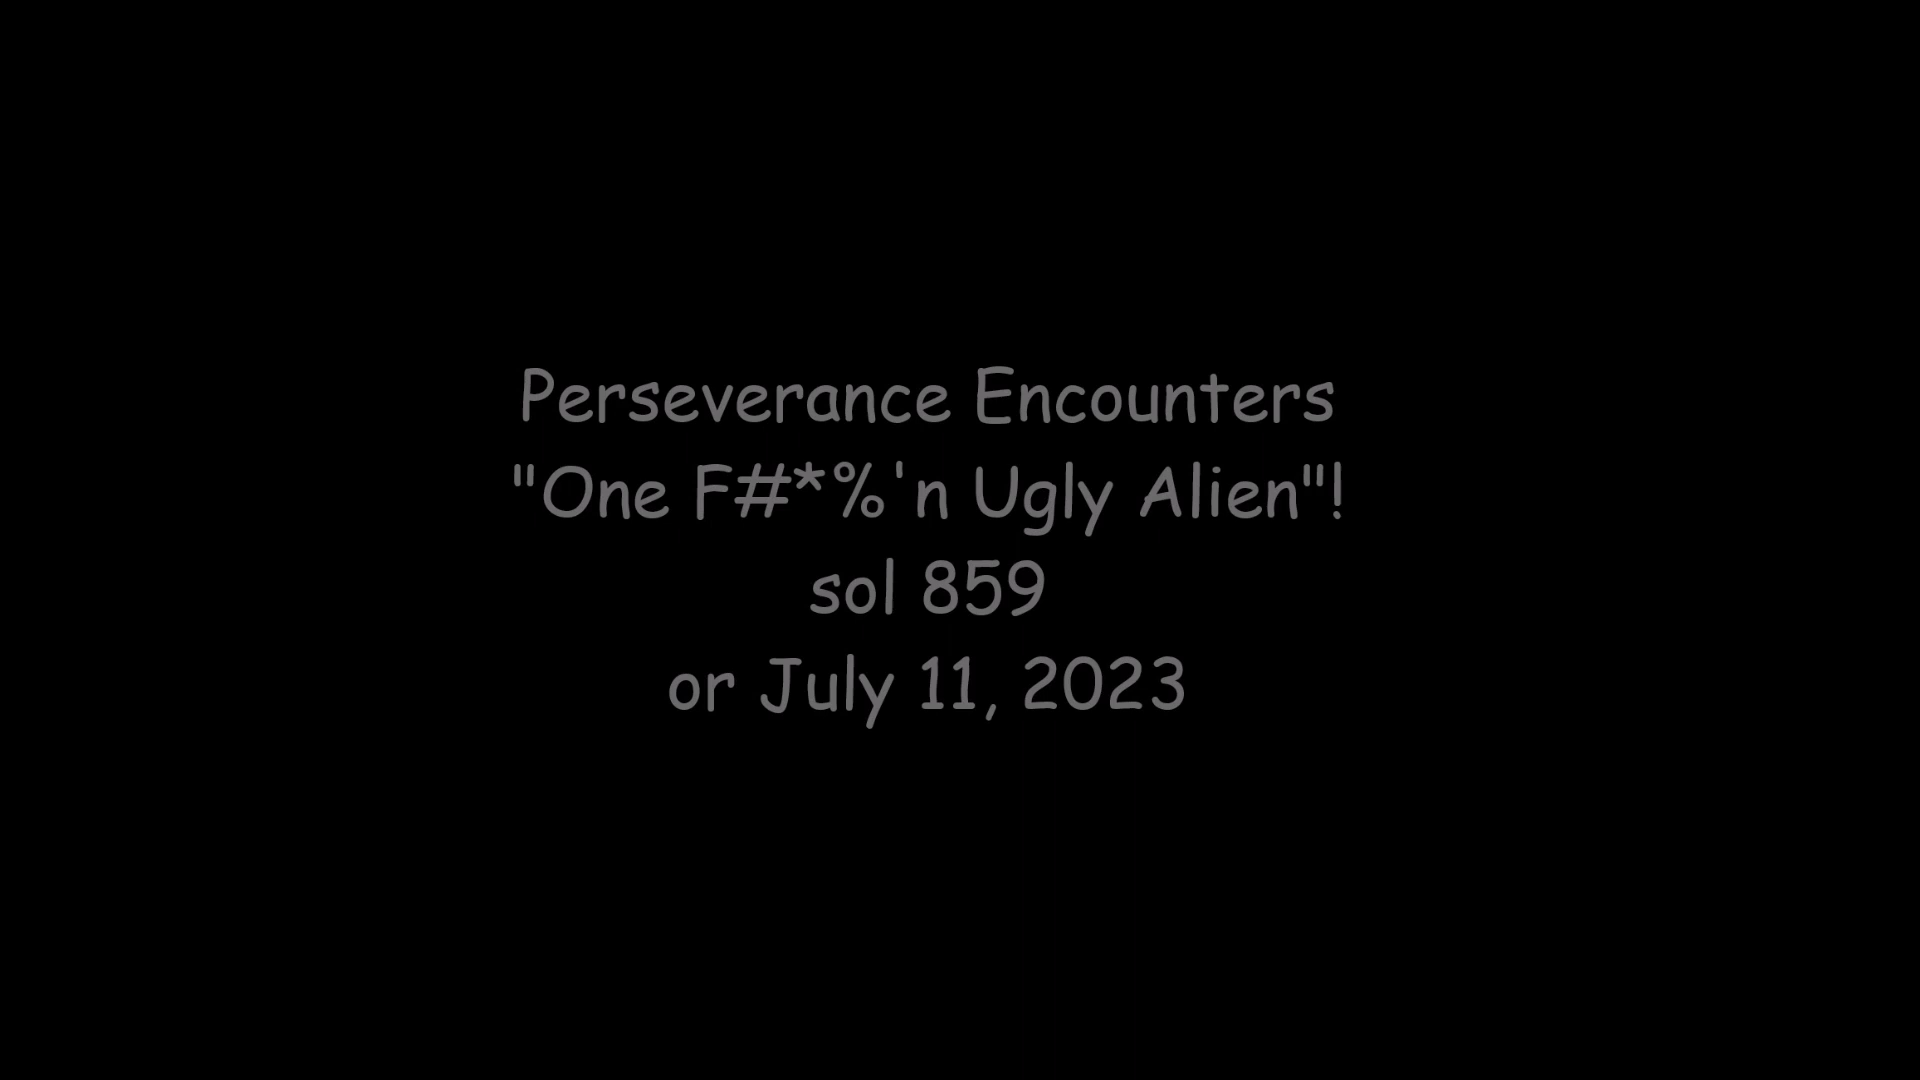 Perseverance Encounters
"One F#*%'n Ugly Alien"!
sol 859
or July 11, 2023